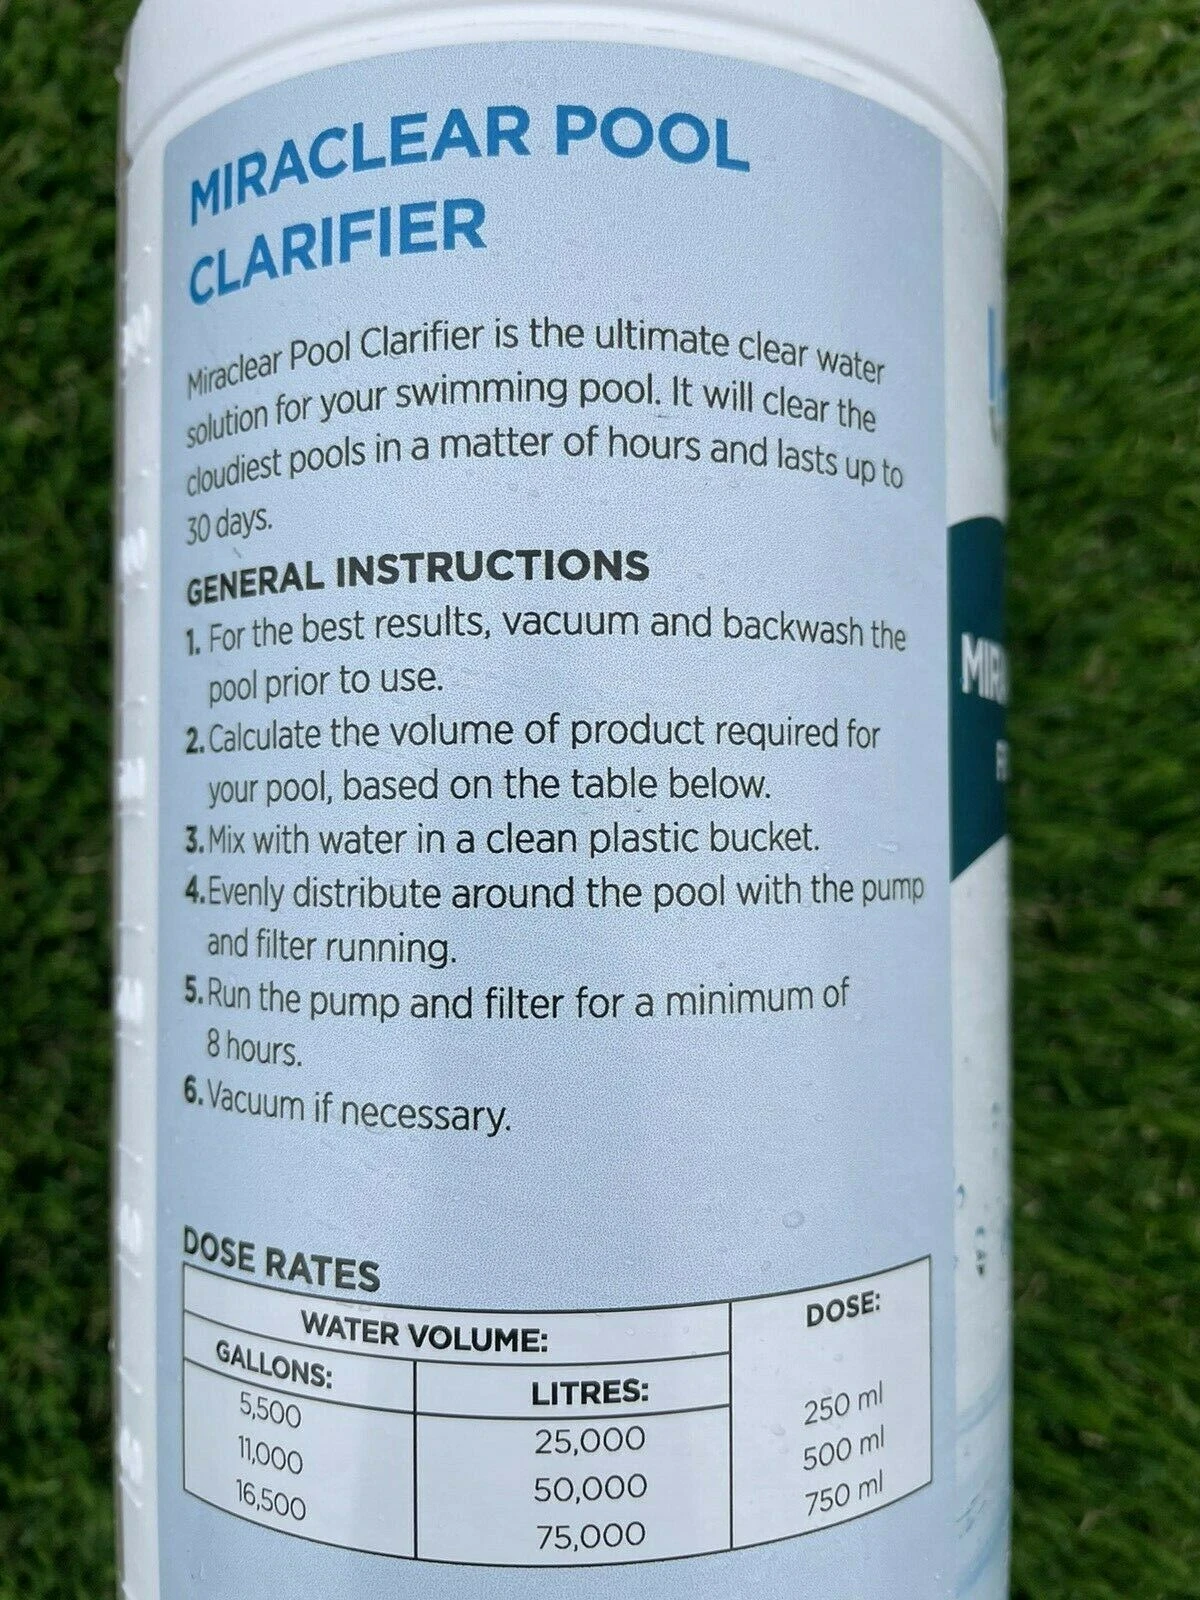 MIRACLEAR POOL
CLARIFIER
Miraclear Pool Clarifier is the ultimate clear water
solution for your swimming pool. It will clear the
cloudiest pools in a matter of hours and lasts up to
30 days.
GENERAL INSTRUCTIONS
1. For the best results, vacuum and backwash the
pool prior to use.
2. Calculate the volume of product required for
your pool, based on the table below.
3. Mix with water in a clean plastic bucket.
4. Evenly distribute around the pool with the pump
and filter running.
5. Run the pump and filter for a minimum of
8 hours.
6. Vacuum if necessary.
DOSE RATES
WATER VOLUME: DOSE:
GALLONS: LITRES:
5,500 25,000 250 ml
11,000 50,000 500 ml
16,500 75,000 750 ml